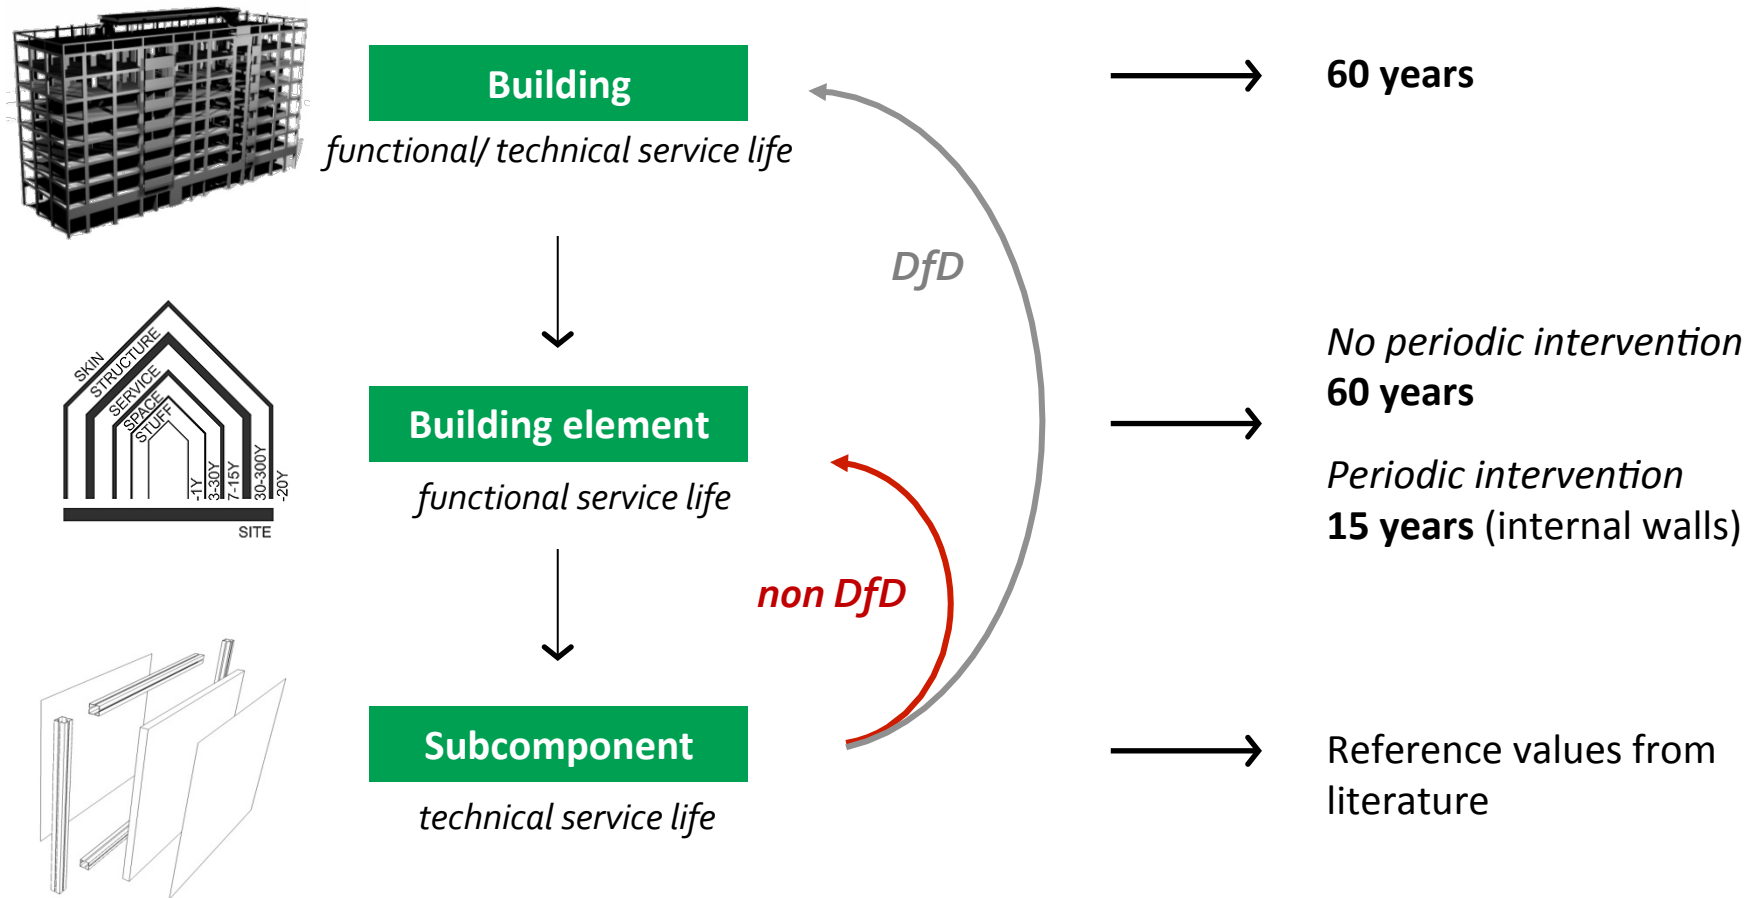 Building
functional/ technical service life
60 years
DfD
SKIN
STRUCTURE
SERVICE
SPACE
STUFF
-1Y
3-30Y
7-15Y
30-300Y
-20Y
SITE
Building element
functional service life
No periodic intervention
60 years
Periodic intervention
15 years (internal walls)
non DfD
Subcomponent
technical service life
Reference values from
literature